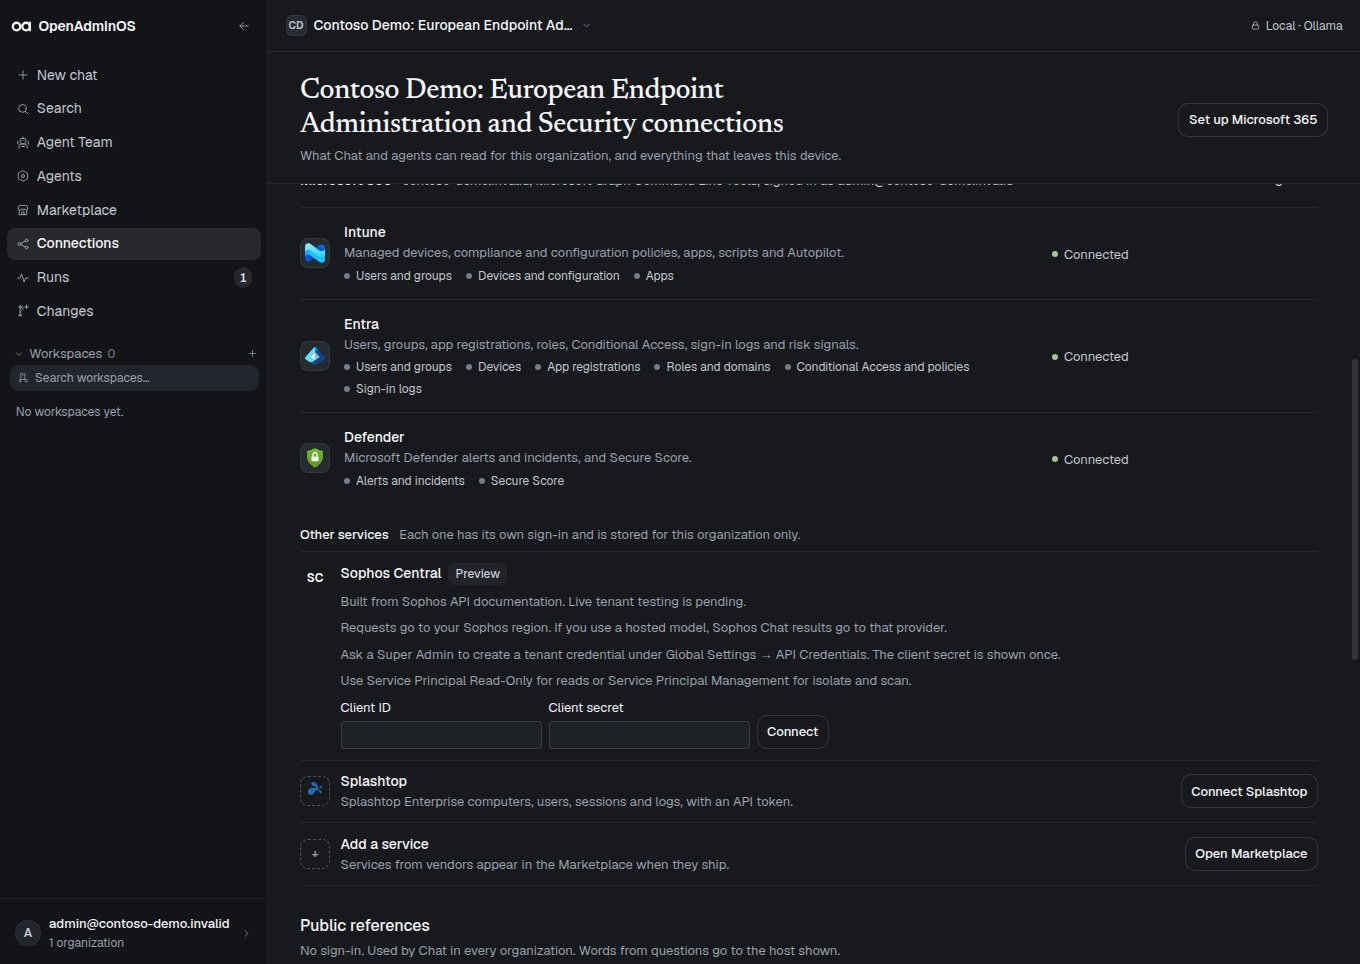 OpenAdminOS
New chat
Search
Agent Team
Agents
Marketplace
Connections
Runs 1
Changes
Workspaces 0
Search workspaces...
No workspaces yet.
A
admin@contoso-demo.invalid
1 organization
CD Contoso Demo: European Endpoint Ad...
Local · Ollama
Contoso Demo: European Endpoint
Administration and Security connections
What Chat and agents can read for this organization, and everything that leaves this device.
Set up Microsoft 365
Intune
Managed devices, compliance and configuration policies, apps, scripts and Autopilot.
Users and groups Devices and configuration Apps
Connected
Entra
Users, groups, app registrations, roles, Conditional Access, sign-in logs and risk signals.
Users and groups Devices App registrations Roles and domains Conditional Access and policies
Sign-in logs
Connected
Defender
Microsoft Defender alerts and incidents, and Secure Score.
Alerts and incidents Secure Score
Connected
Other services Each one has its own sign-in and is stored for this organization only.
SC Sophos Central Preview
Built from Sophos API documentation. Live tenant testing is pending.
Requests go to your Sophos region. If you use a hosted model, Sophos Chat results go to that provider.
Ask a Super Admin to create a tenant credential under Global Settings → API Credentials. The client secret is shown once.
Use Service Principal Read-Only for reads or Service Principal Management for isolate and scan.
Client ID Client secret
Connect
Splashtop
Splashtop Enterprise computers, users, sessions and logs, with an API token.
Connect Splashtop
+ Add a service
Services from vendors appear in the Marketplace when they ship.
Open Marketplace
Public references
No sign-in. Used by Chat in every organization. Words from questions go to the host shown.